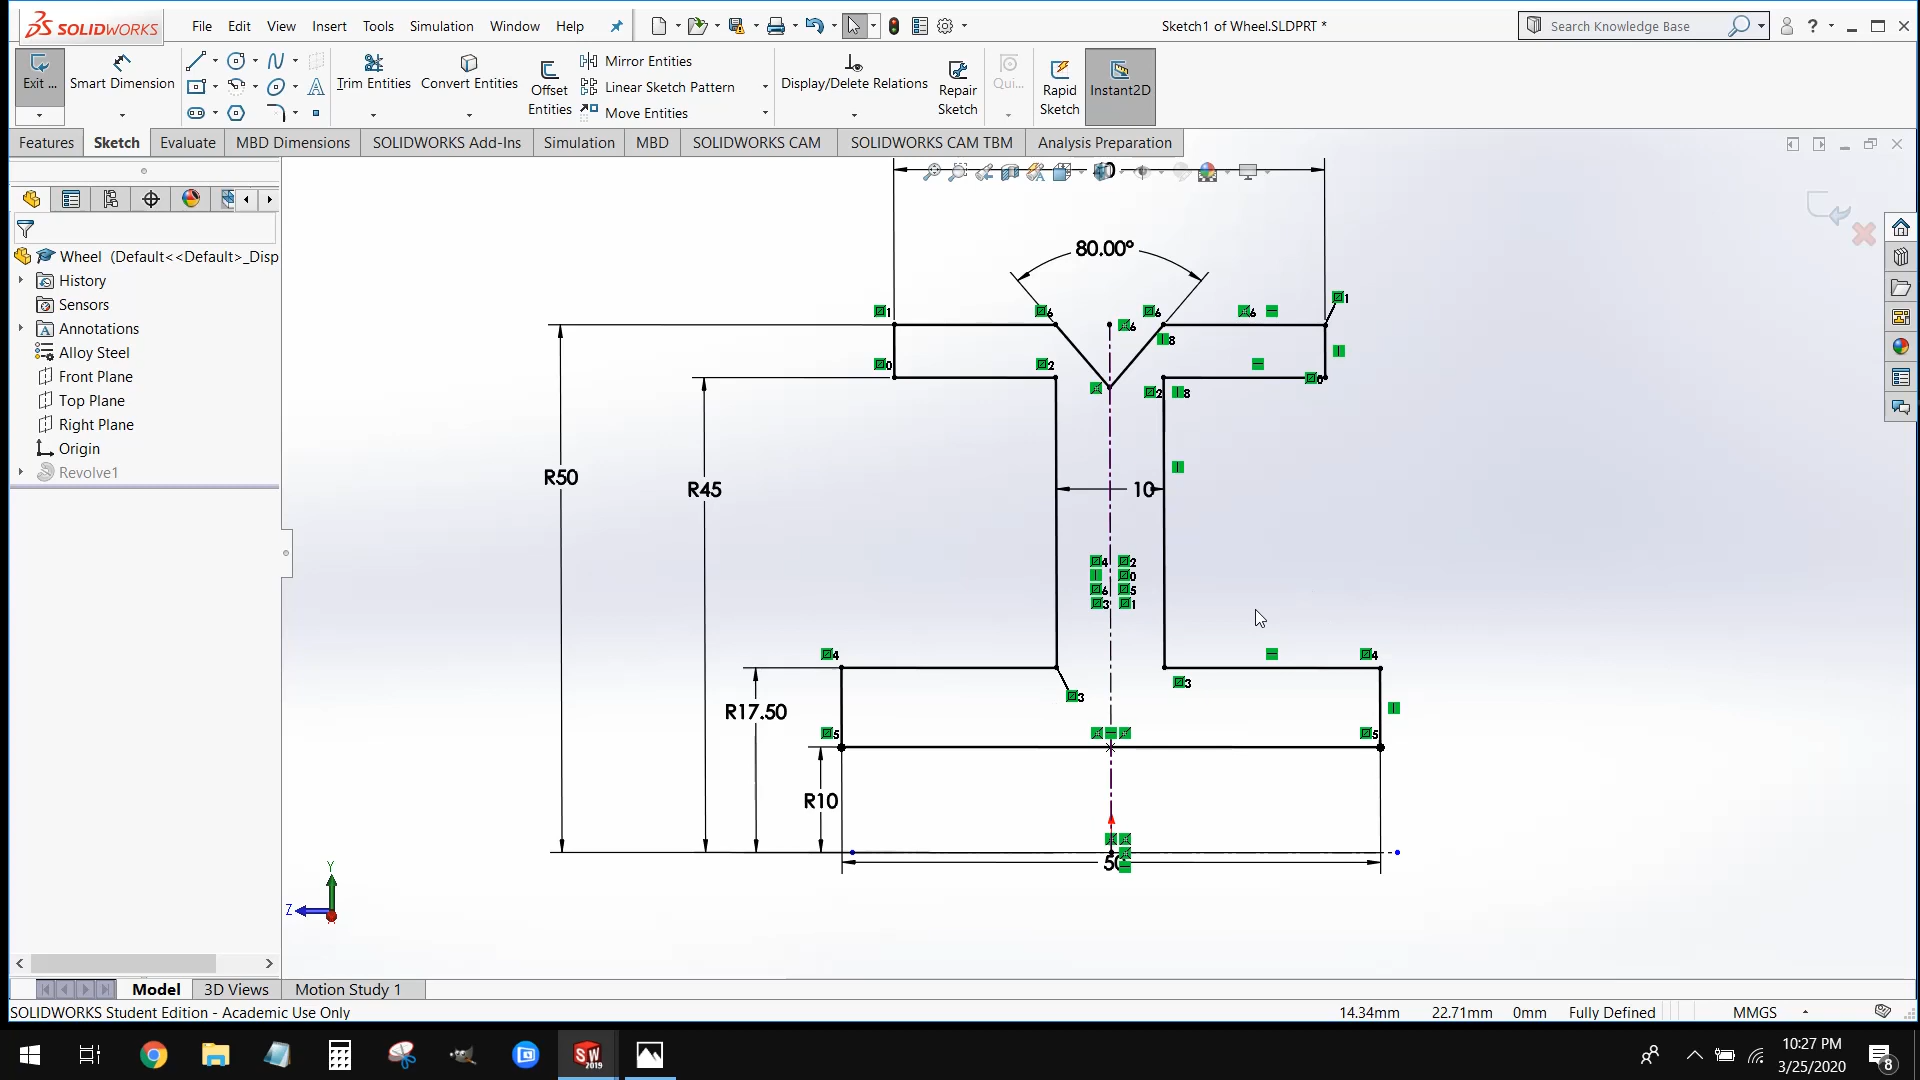 SOLIDWORKS File Edit View Insert Tools Simulation Window Help Sketch1 of Wheel.SLDPRT * Search Knowledge Base ?
Exit ... Smart Dimension Trim Entities Convert Entities Offset Entities Mirror Entities Linear Sketch Pattern Move Entities Display/Delete Relations Repair Sketch Qui... Rapid Sketch Instant2D
Features Sketch Evaluate MBD Dimensions SOLIDWORKS Add-Ins Simulation MBD SOLIDWORKS CAM SOLIDWORKS CAM TBM Analysis Preparation
Wheel (Default<<Default>_Disp
History
Sensors
Annotations
Alloy Steel
Front Plane
Top Plane
Right Plane
Origin
Revolve1
80.00°
R50
R45
10
R17.50
R10
50
Y
Z
Model 3D Views Motion Study 1
SOLIDWORKS Student Edition - Academic Use Only 14.34mm 22.71mm 0mm Fully Defined MMGS
SW 2019
10:27 PM
3/25/2020
8